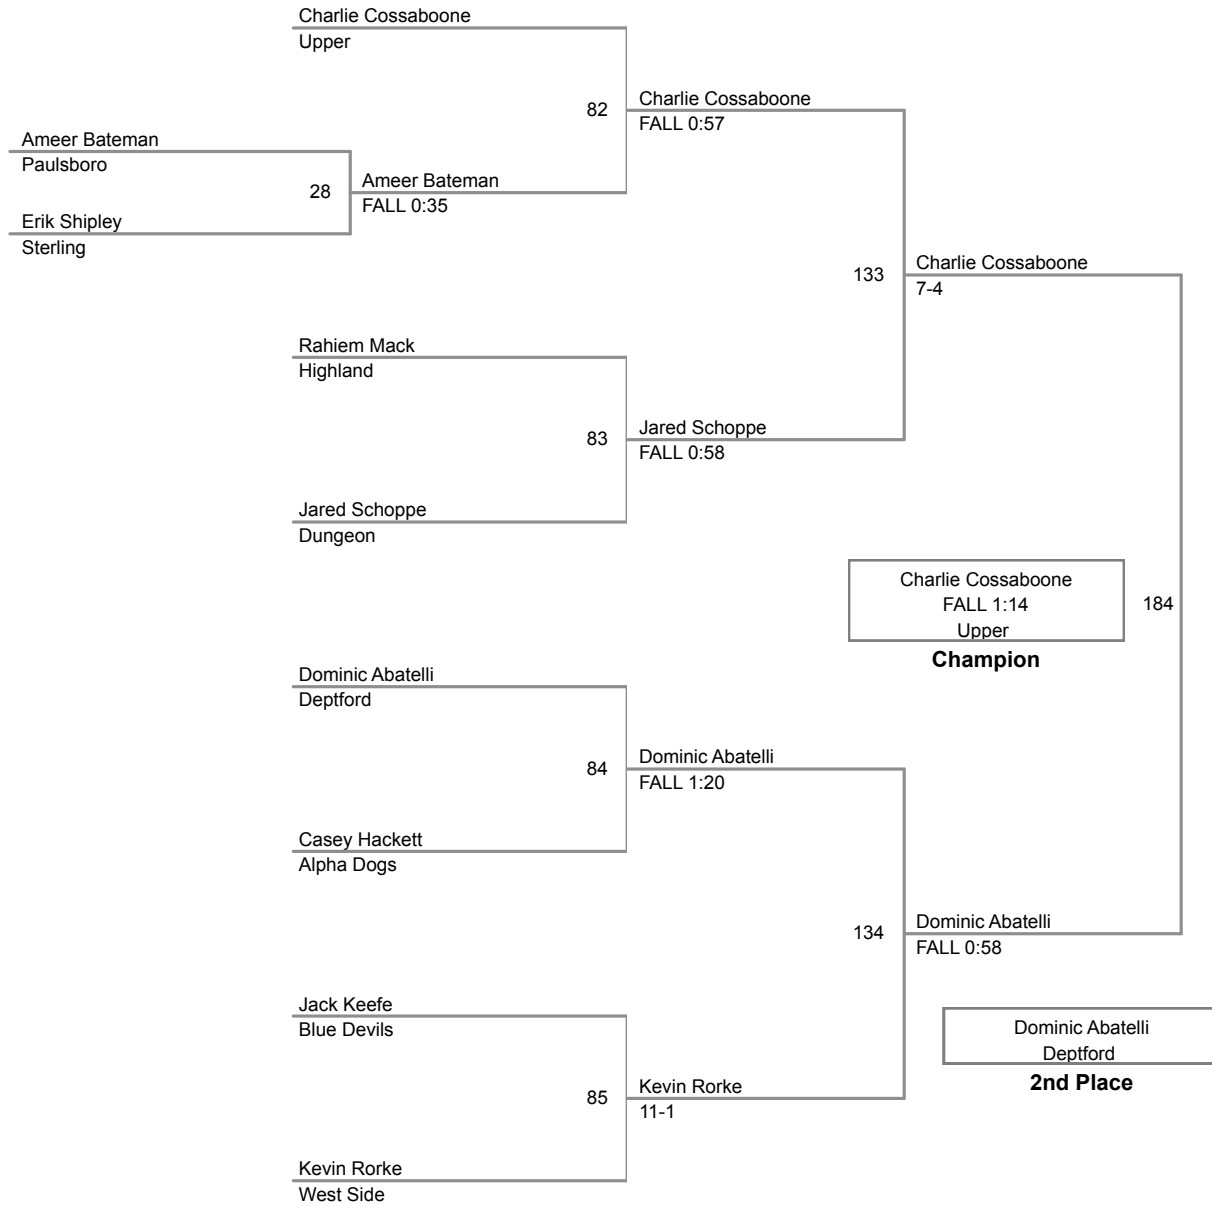 Charlie Cossaboone
Upper
82
Charlie Cossaboone
FALL 0:57
Ameer Bateman
Paulsboro
28
Ameer Bateman
FALL 0:35
Erik Shipley
Sterling
133
Charlie Cossaboone
7-4
Rahiem Mack
Highland
83
Jared Schoppe
FALL 0:58
Jared Schoppe
Dungeon
Charlie Cossaboone
FALL 1:14
Upper
Champion
184
Dominic Abatelli
Deptford
84
Dominic Abatelli
FALL 1:20
Casey Hackett
Alpha Dogs
134
Dominic Abatelli
FALL 0:58
Jack Keefe
Blue Devils
Dominic Abatelli
Deptford
2nd Place
85
Kevin Rorke
11-1
Kevin Rorke
West Side